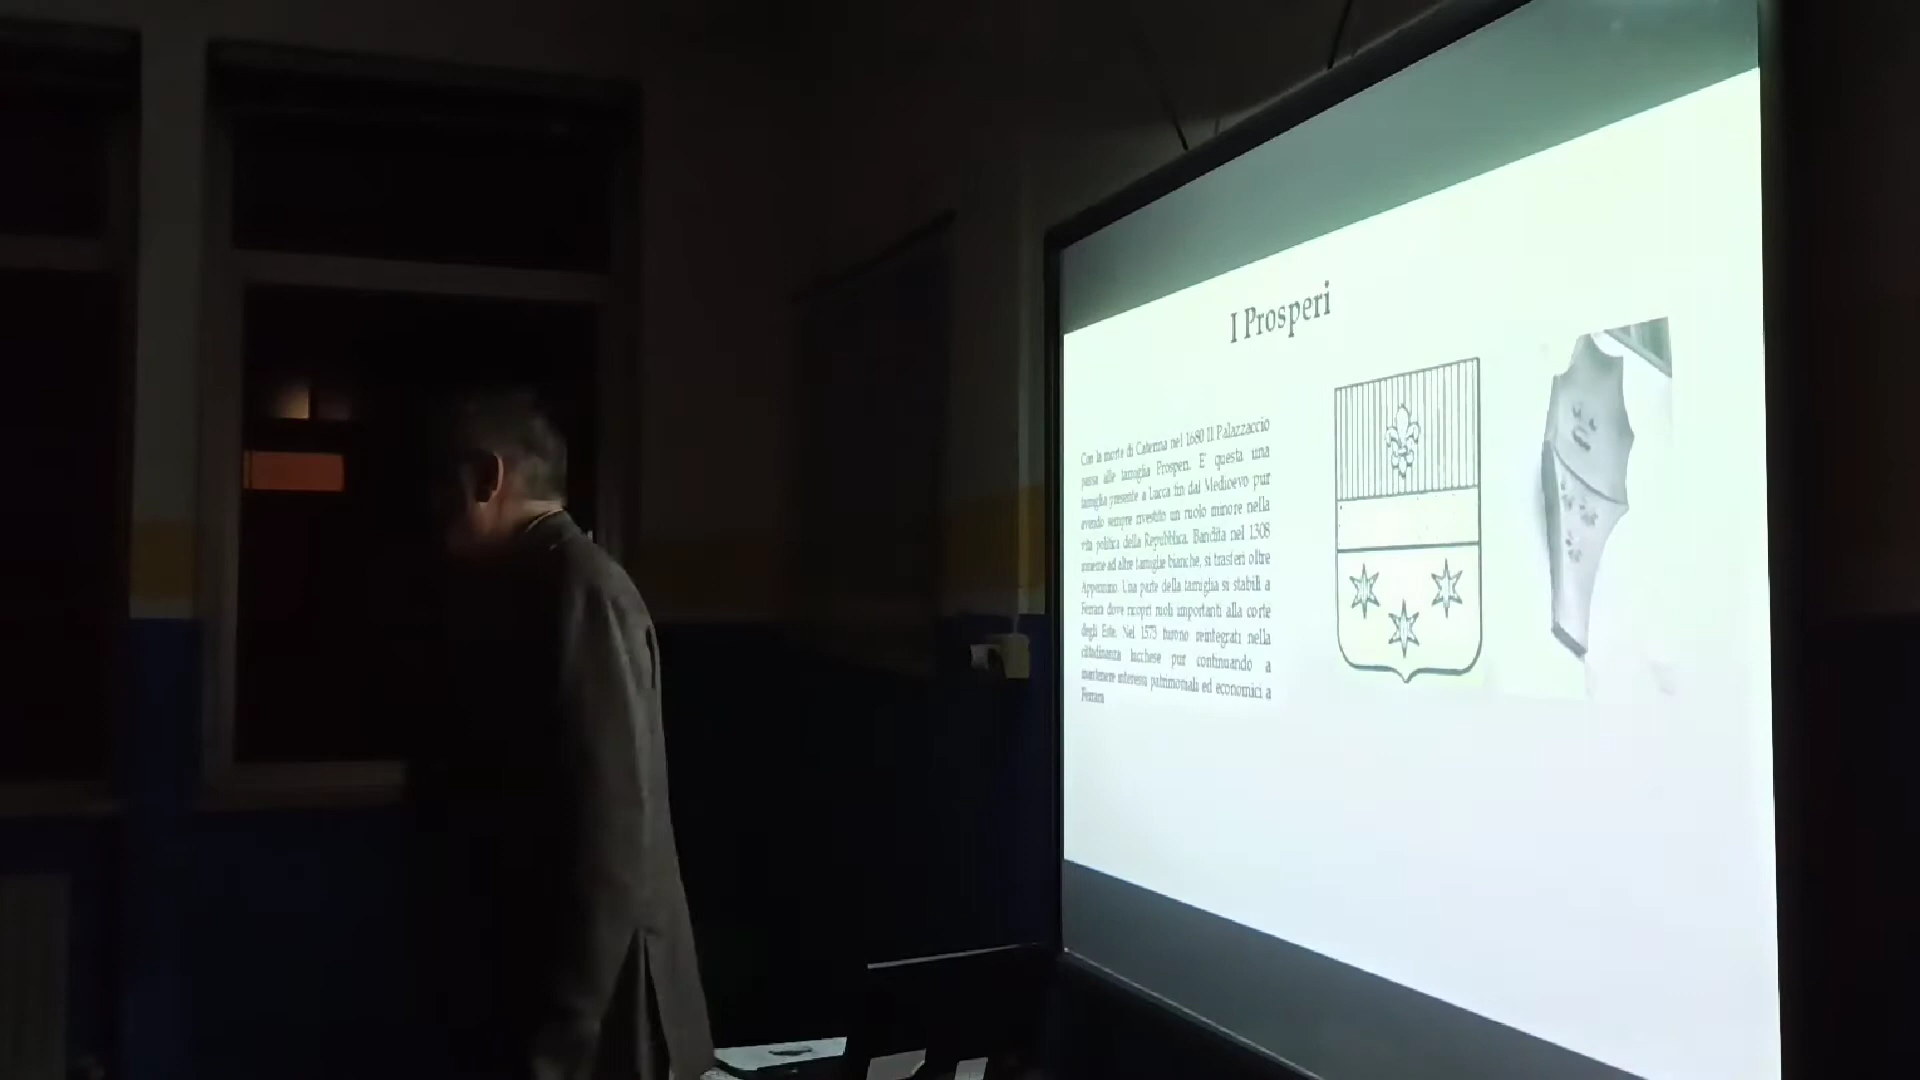 I Prosperi
Con la morte di Caterina nel 1680 Il Palazzaccio
passa alle famiglia Prosperi. E' questa una
famiglia presente a Lucca fin dal Medioevo pur
avendo sempre rivestito un ruolo minore nella
vita politica della Repubblica. Bandita nel 1308
insieme ad altre famiglie bianche, si trasferì oltre
Appennino. Una parte della famiglia si stabilì a
Ferrara dove ricoprì ruoli importanti alla corte
degli Este. Nel 1573 furono reintegrati nella
cittadinanza lucchese pur continuando a
mantenere interessi patrimoniali ed economici a
Ferrara